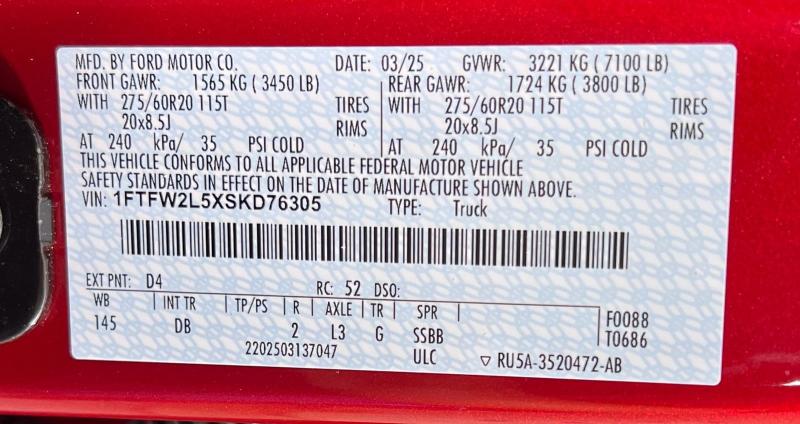 MFD. BY FORD MOTOR CO. DATE: 03/25 GVWR: 3221 KG ( 7100 LB)
FRONT GAWR: 1565 KG ( 3450 LB) REAR GAWR: 1724 KG ( 3800 LB)
WITH 275/60R20 115T TIRES WITH 275/60R20 115T TIRES
20x8.5J RIMS 20x8.5J RIMS
AT 240 kPa/ 35 PSI COLD AT 240 kPa/ 35 PSI COLD
THIS VEHICLE CONFORMS TO ALL APPLICABLE FEDERAL MOTOR VEHICLE
SAFETY STANDARDS IN EFFECT ON THE DATE OF MANUFACTURE SHOWN ABOVE.
VIN: 1FTFW2L5XSKD76305 TYPE: Truck
EXT PNT: D4 RC: 52 DSO:
WB INT TR TP/PS R AXLE TR SPR F0088
145 DB 2 L3 G SSBB T0686
2202503137047 ULC ▽ RU5A-3520472-AB